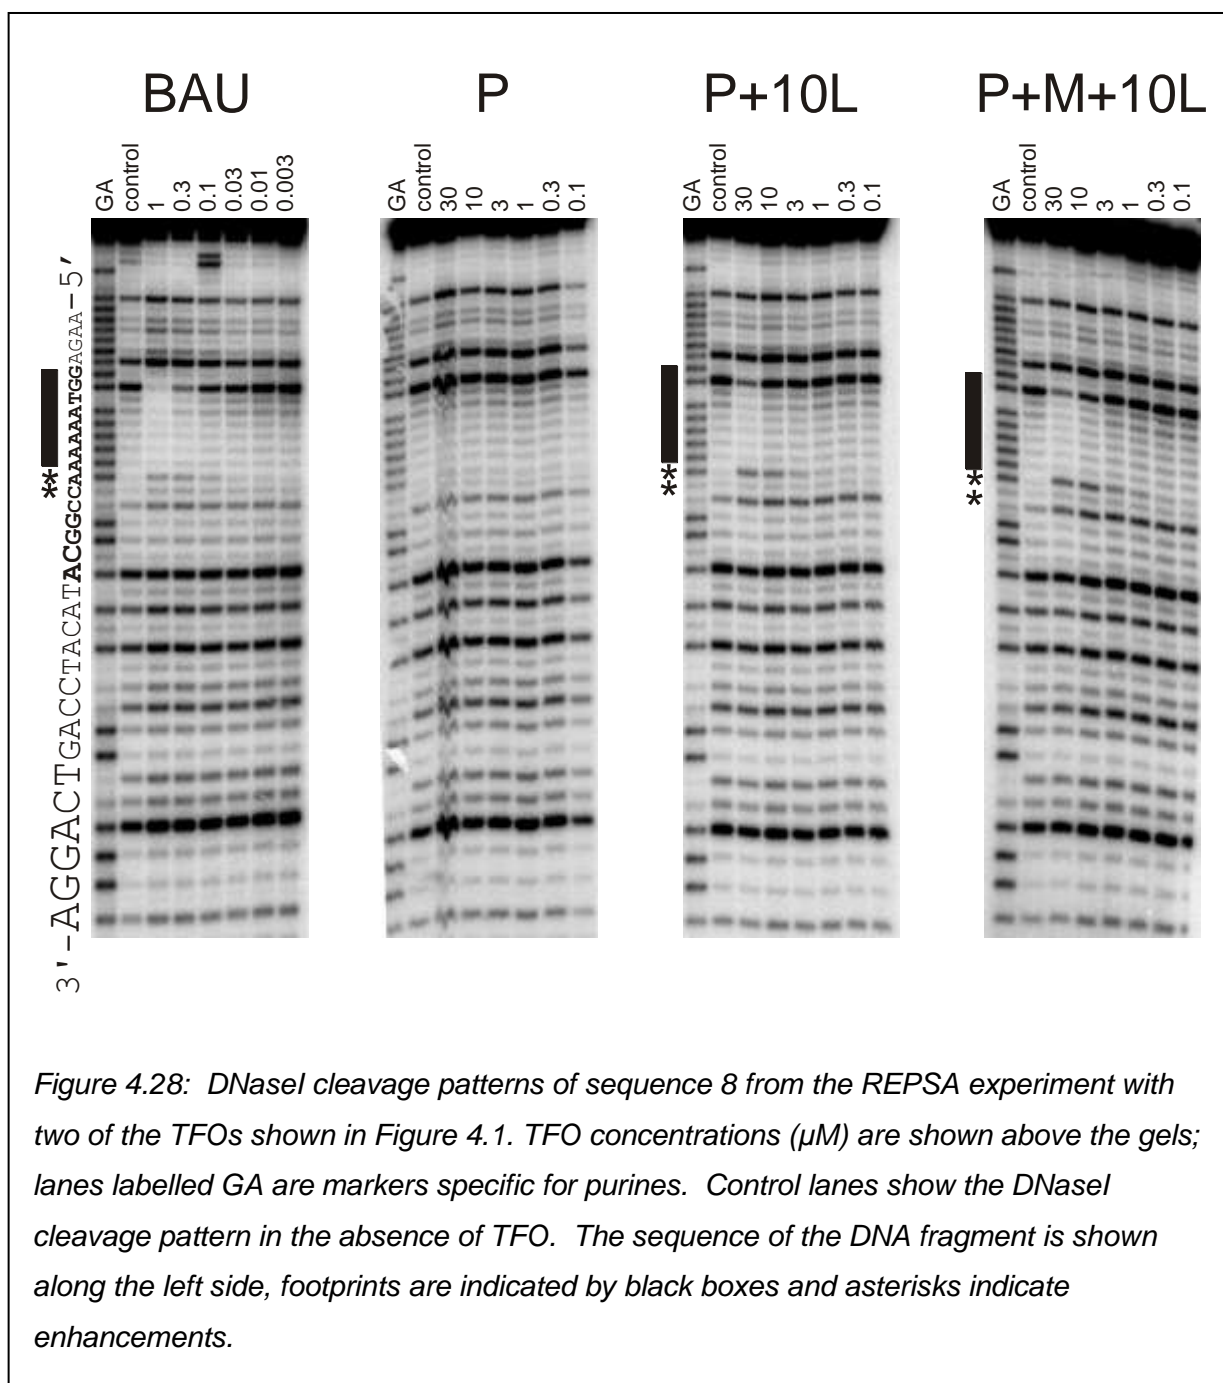 BAU P P+10L P+M+10L
GA control 1 0.3 0.1 0.03 0.01 0.003
GA control 30 10 3 1 0.3 0.1
GA control 30 10 3 1 0.3 0.1
GA control 30 10 3 1 0.3 0.1
3'-AGGACTGACCTACATACGGCCAAAAATGGAGAA-5'
**
**
**
Figure 4.28: DNaseI cleavage patterns of sequence 8 from the REPSA experiment with
two of the TFOs shown in Figure 4.1. TFO concentrations (µM) are shown above the gels;
lanes labelled GA are markers specific for purines. Control lanes show the DNaseI
cleavage pattern in the absence of TFO. The sequence of the DNA fragment is shown
along the left side, footprints are indicated by black boxes and asterisks indicate
enhancements.